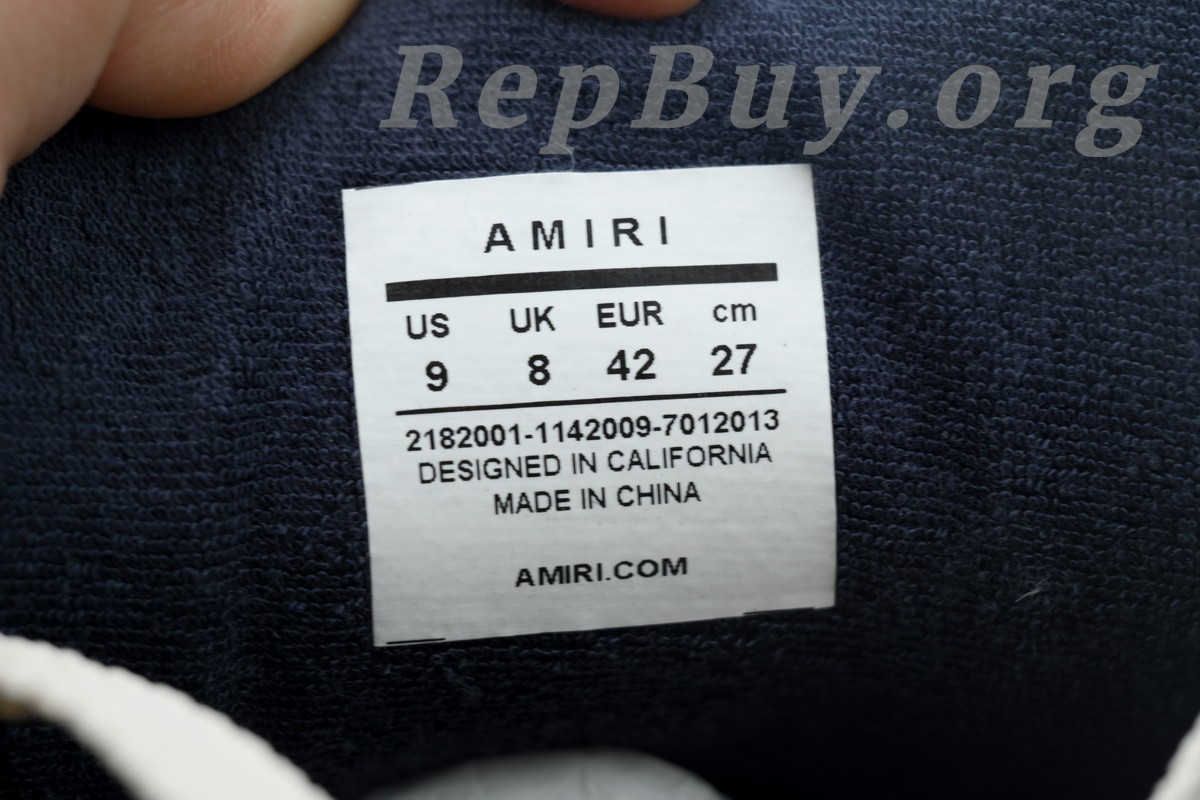 RepBuy.org
AMIRI
US UK EUR cm
9 8 42 27
2182001-1142009-7012013
DESIGNED IN CALIFORNIA
MADE IN CHINA
AMIRI.COM